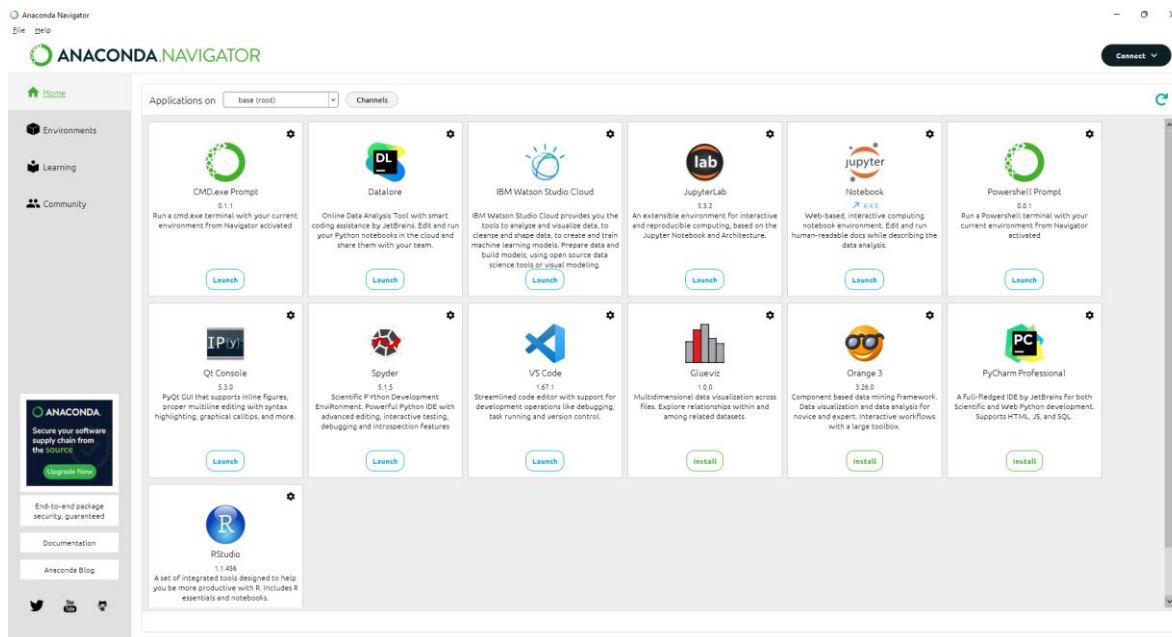 Anaconda Navigator
File Help
ANACONDA.NAVIGATOR
Connect
Home
Environments
Learning
Community
Applications on base (root) Channels
CMD.exe Prompt
0.1.1
Run a cmd.exe terminal with your current
environment from Navigator activated
Launch
DL
Datalore
Online Data Analysis Tool with smart
coding assistance by JetBrains. Edit and run
your Python notebooks in the cloud and
share them with your team.
Launch
IBM Watson Studio Cloud
IBM Watson Studio Cloud provides you the
tools to analyze and visualize data, to
cleanse and shape data, to create and train
machine learning models. Prepare data and
build models, using open source data
science tools or visual modeling.
Launch
lab
JupyterLab
3.3.2
An extensible environment for interactive
and reproducible computing, based on the
Jupyter Notebook and Architecture.
Launch
jupyter
Notebook
6.4.8
Web-based, interactive computing
notebook environment. Edit and run
human-readable docs while describing the
data analysis.
Launch
Powershell Prompt
0.0.1
Run a Powershell terminal with your
current environment from Navigator
activated
Launch
IP[y]:
Qt Console
5.3.0
PyQt GUI that supports inline figures,
proper multiline editing with syntax
highlighting, graphical calltips, and more.
Launch
Spyder
5.1.5
Scientific PYthon Development
EnviRonment. Powerful Python IDE with
advanced editing, interactive testing,
debugging and introspection features
Launch
VS Code
1.67.1
Streamlined code editor with support for
development operations like debugging,
task running and version control.
Launch
Glueviz
1.0.0
Multidimensional data visualization across
files. Explore relationships within and
among related datasets.
Install
Orange 3
3.26.0
Component based data mining framework.
Data visualization and data analysis for
novice and expert. Interactive workflows
with a large toolbox.
Install
PC
PyCharm Professional
A full-fledged IDE by JetBrains for both
Scientific and Web Python development.
Supports HTML, JS, and SQL.
Install
R
RStudio
1.1.456
A set of integrated tools designed to help
you be more productive with R. Includes R
essentials and notebooks.
ANACONDA.
Secure your software
supply chain from
the source
Upgrade Now
End-to-end package
security, guaranteed
Documentation
Anaconda Blog
You
Tube